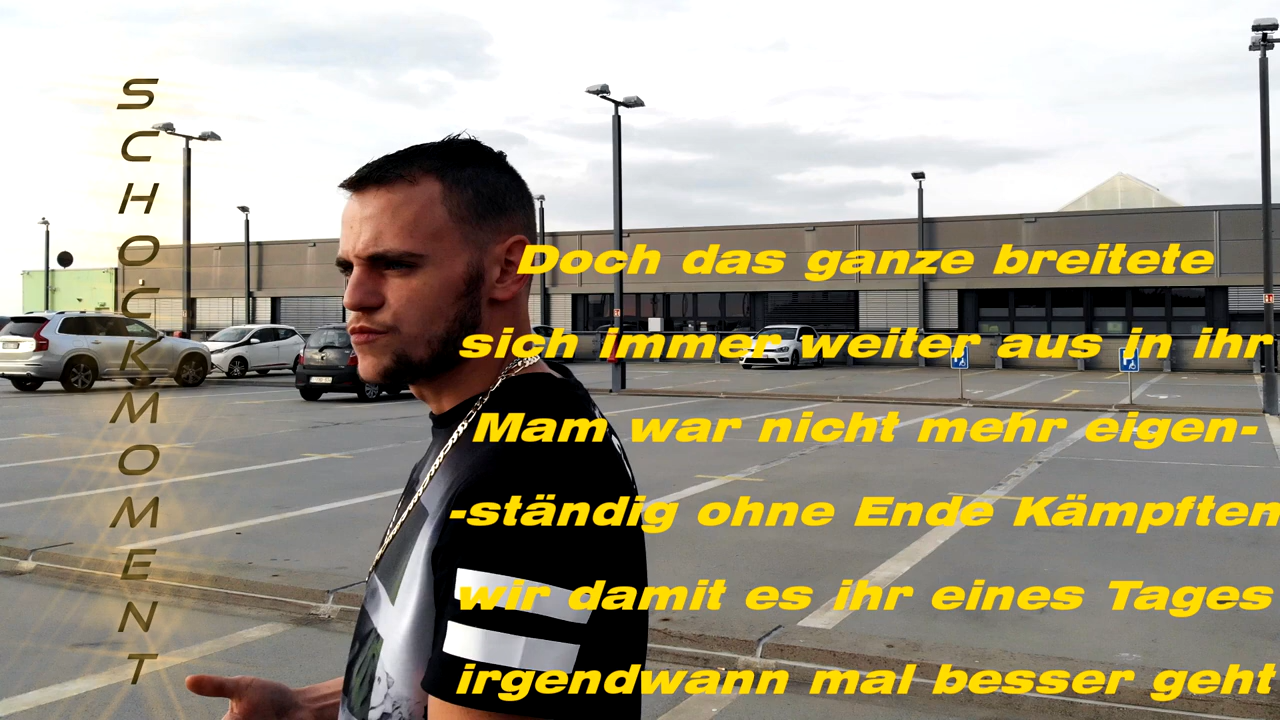 SCHOCKMOMENT
Doch das ganze breitete
sich immer weiter aus in ihr
Mam war nicht mehr eigen-
-ständig ohne Ende Kämpften
wir damit es ihr eines Tages
irgendwann mal besser geht